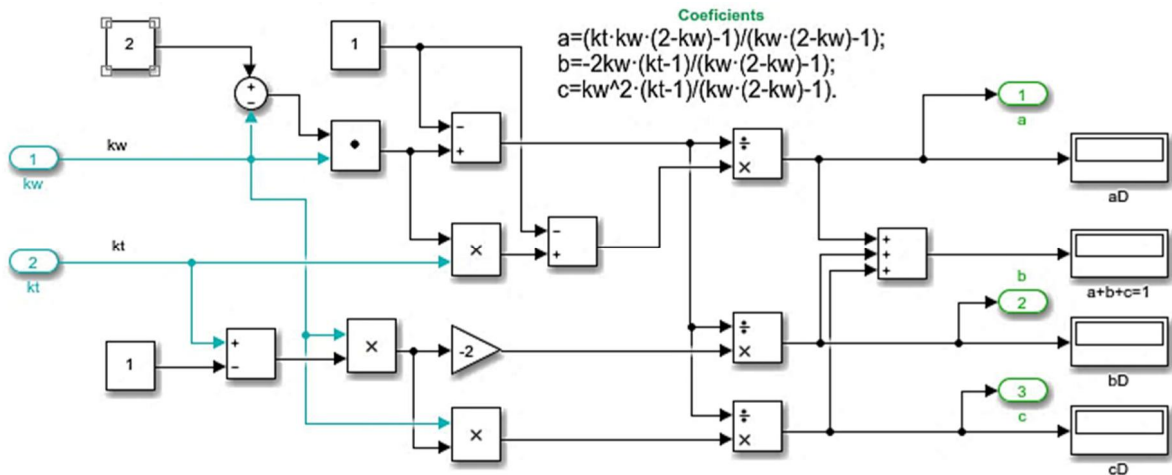 Coeficients
a=(kt·kw·(2-kw)-1)/(kw·(2-kw)-1);
b=-2kw·(kt-1)/(kw·(2-kw)-1);
c=kw^2·(kt-1)/(kw·(2-kw)-1).
2
1
+
−
1
a
kw
1
kw
•
−
+
÷
×
aD
kt
2
kt
×
−
+
+
+
+
a+b+c=1
b
2
1
+
−
×
-2
÷
×
bD
3
c
×
÷
×
cD